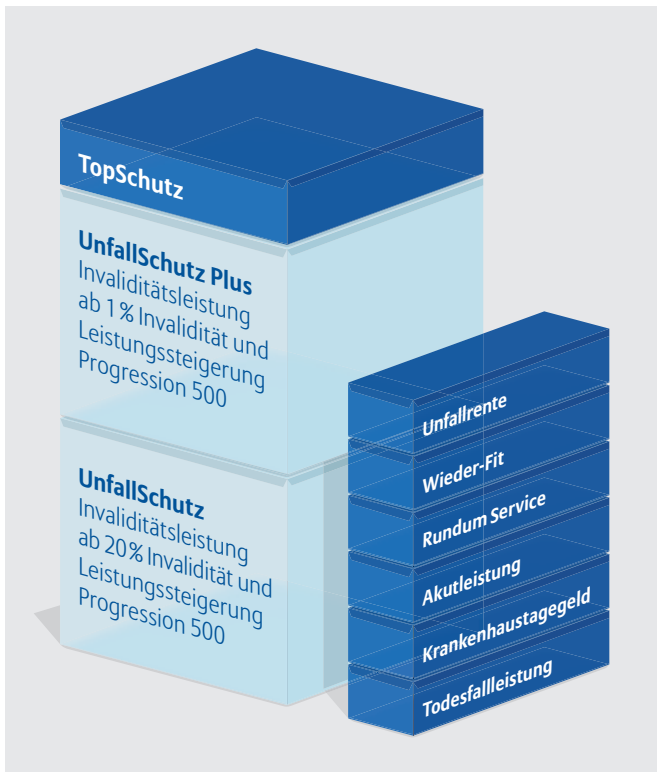 TopSchutz
UnfallSchutz Plus
Invaliditätsleistung
ab 1 % Invalidität und
Leistungssteigerung
Progression 500
UnfallSchutz
Invaliditätsleistung
ab 20 % Invalidität und
Leistungssteigerung
Progression 500
Unfallrente
Wieder-Fit
Rundum Service
Akutleistung
Krankenhaustagegeld
Todesfallleistung